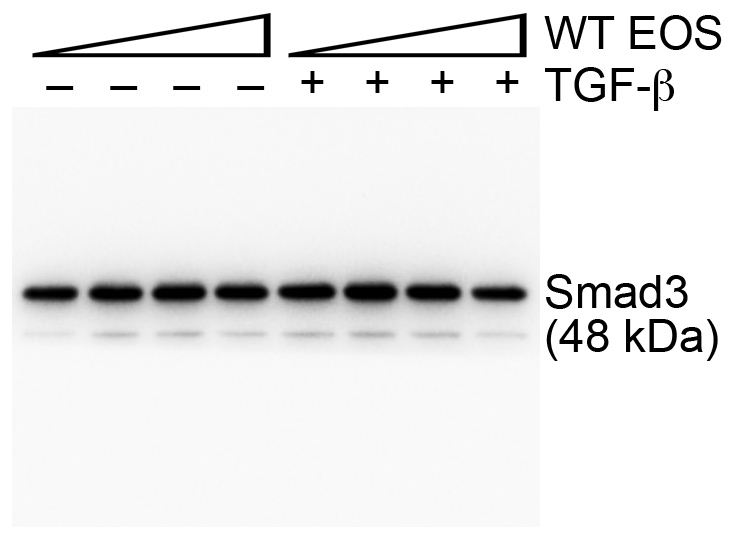 WT EOS
– – – – + + + + TGF-β
Smad3
(48 kDa)